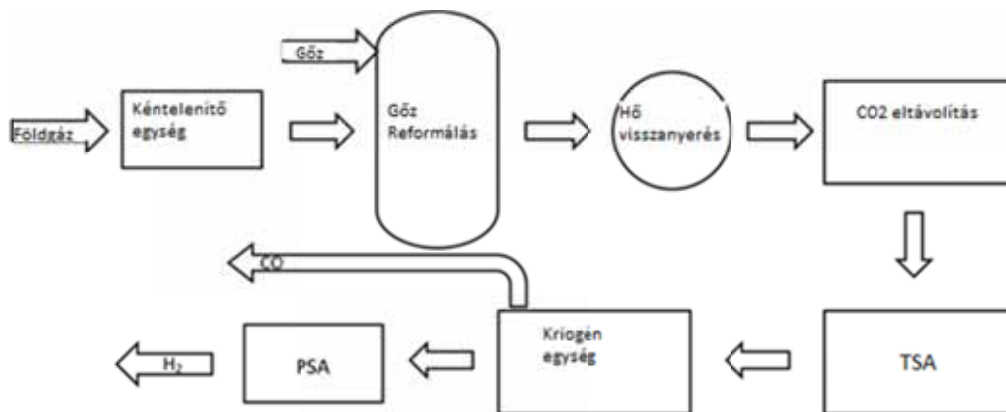 Gőz
Földgáz
Kéntelenítő
egység
Gőz
Reformálás
Hő
visszanyerés
CO2 eltávolítás
CO
H₂
PSA
Kriogén
egység
TSA